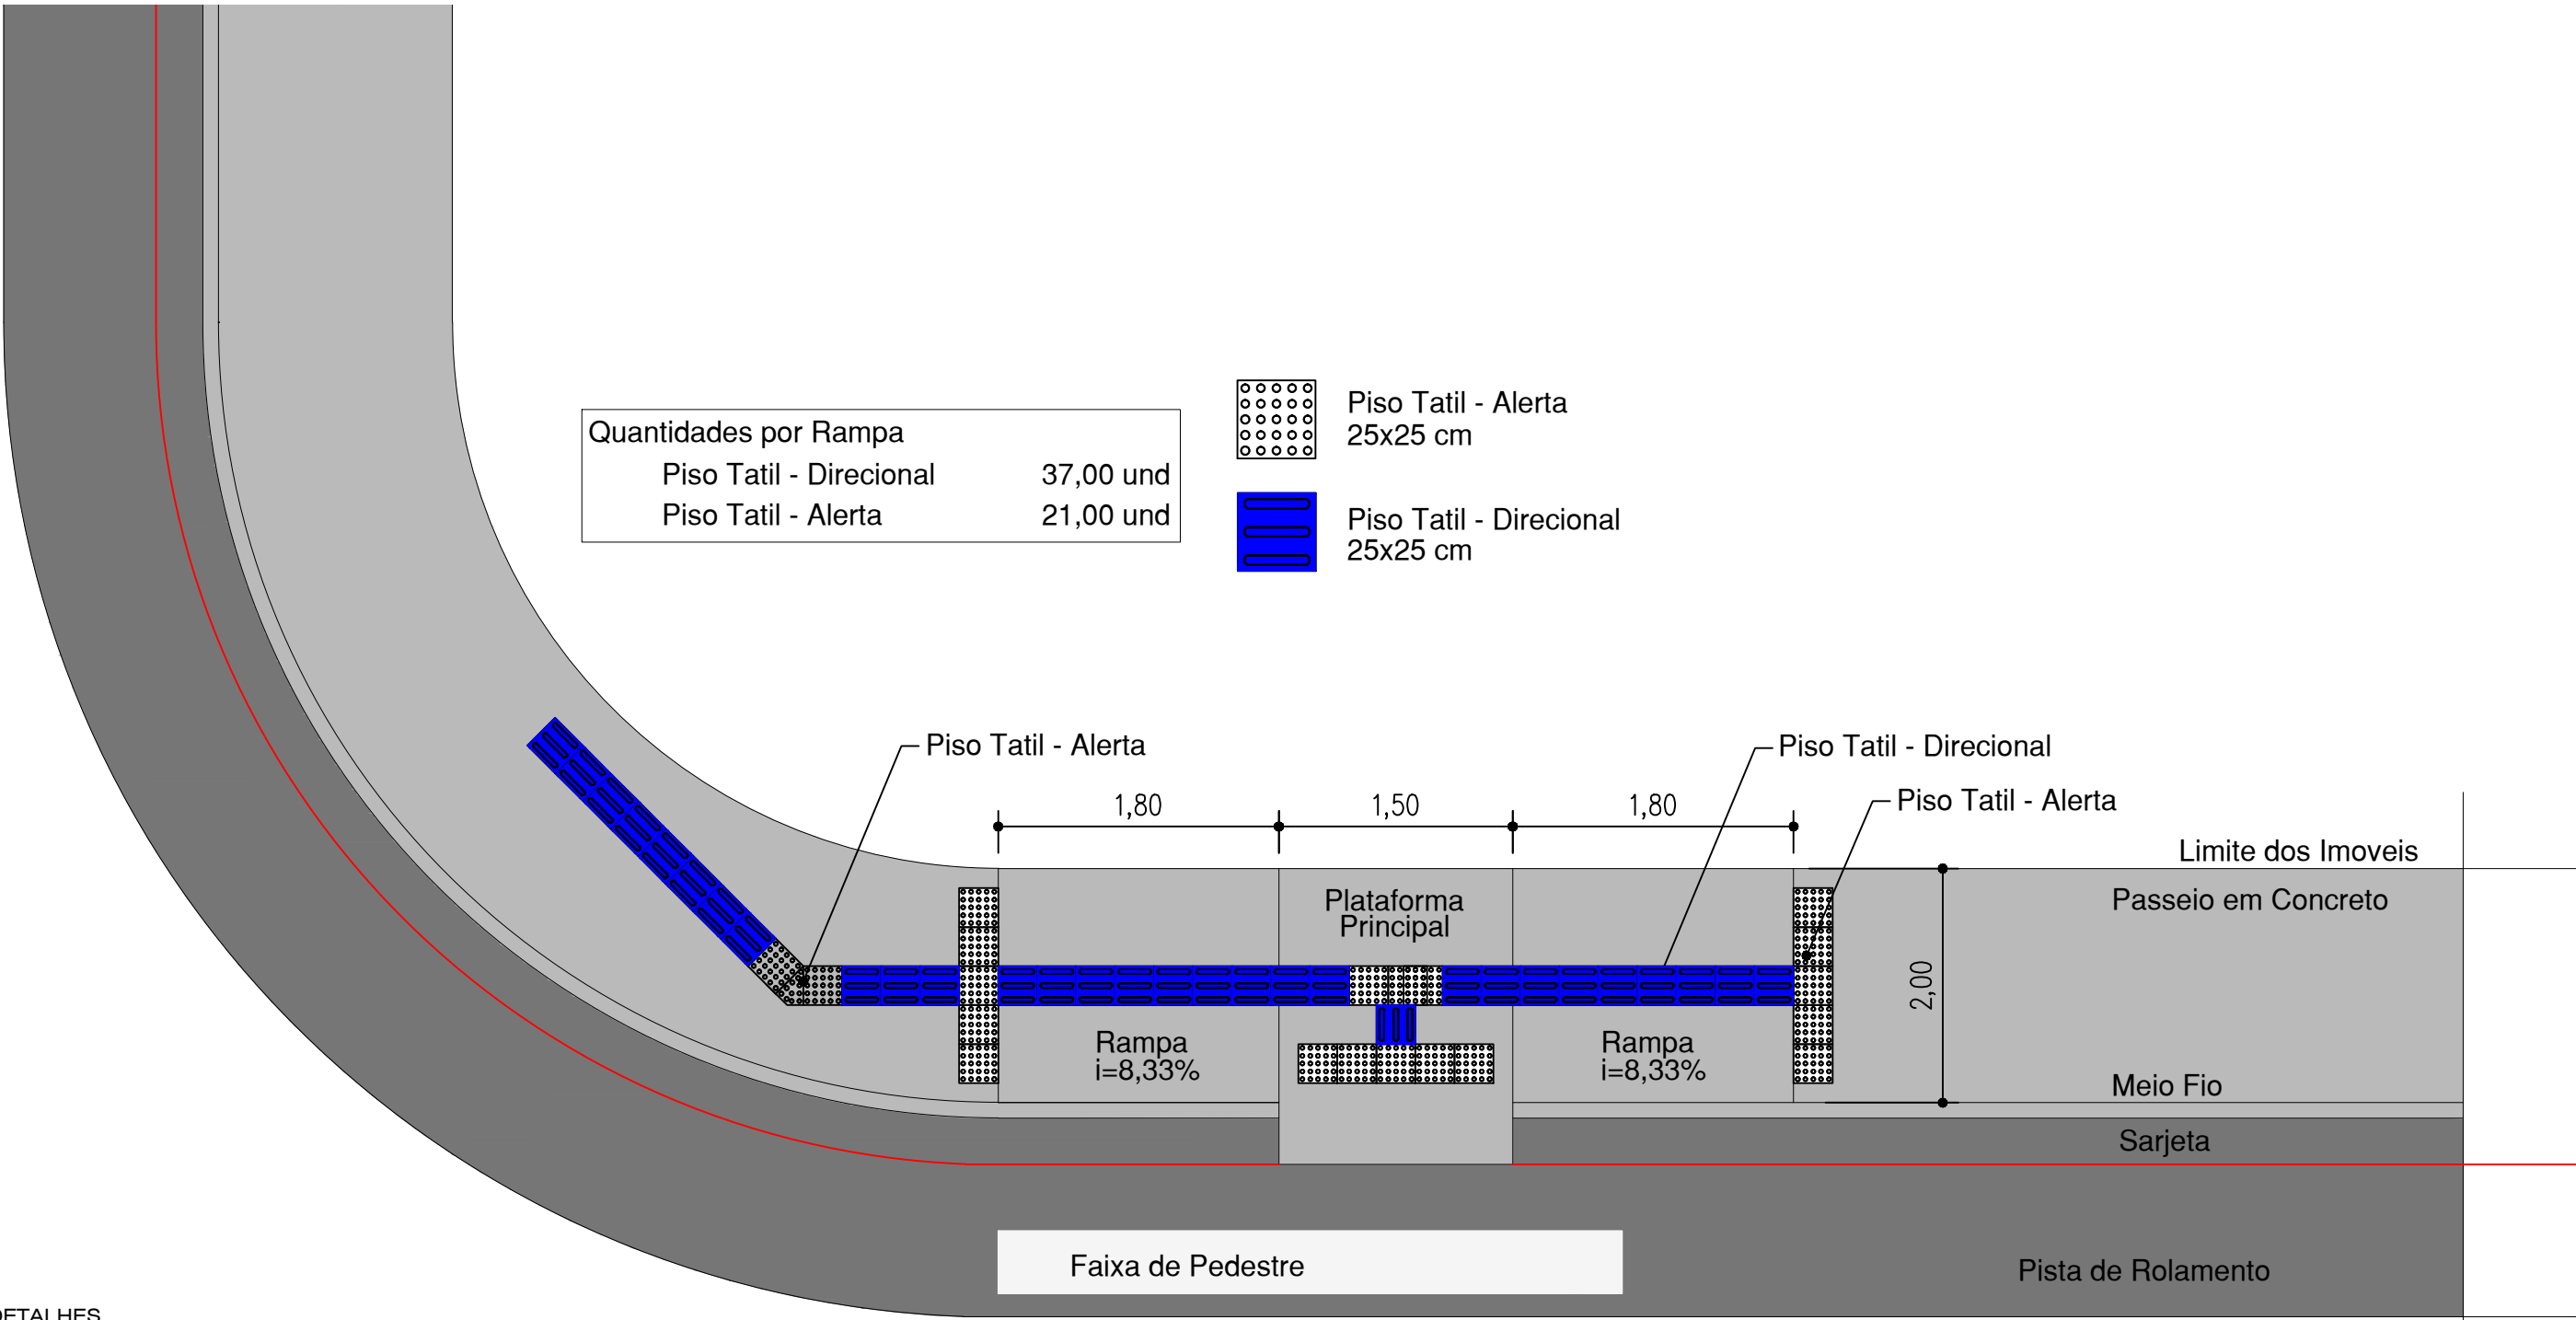 Quantidades por Rampa
Piso Tatil - Direcional 37,00 und
Piso Tatil - Alerta 21,00 und
Piso Tatil - Alerta
25x25 cm
Piso Tatil - Direcional
25x25 cm
Piso Tatil - Alerta
Piso Tatil - Direcional
Piso Tatil - Alerta
1,80
1,50
1,80
Limite dos Imoveis
Plataforma
Principal
Passeio em Concreto
2,00
Rampa
i=8,33%
Rampa
i=8,33%
Meio Fio
Sarjeta
Faixa de Pedestre
Pista de Rolamento
DETALHES